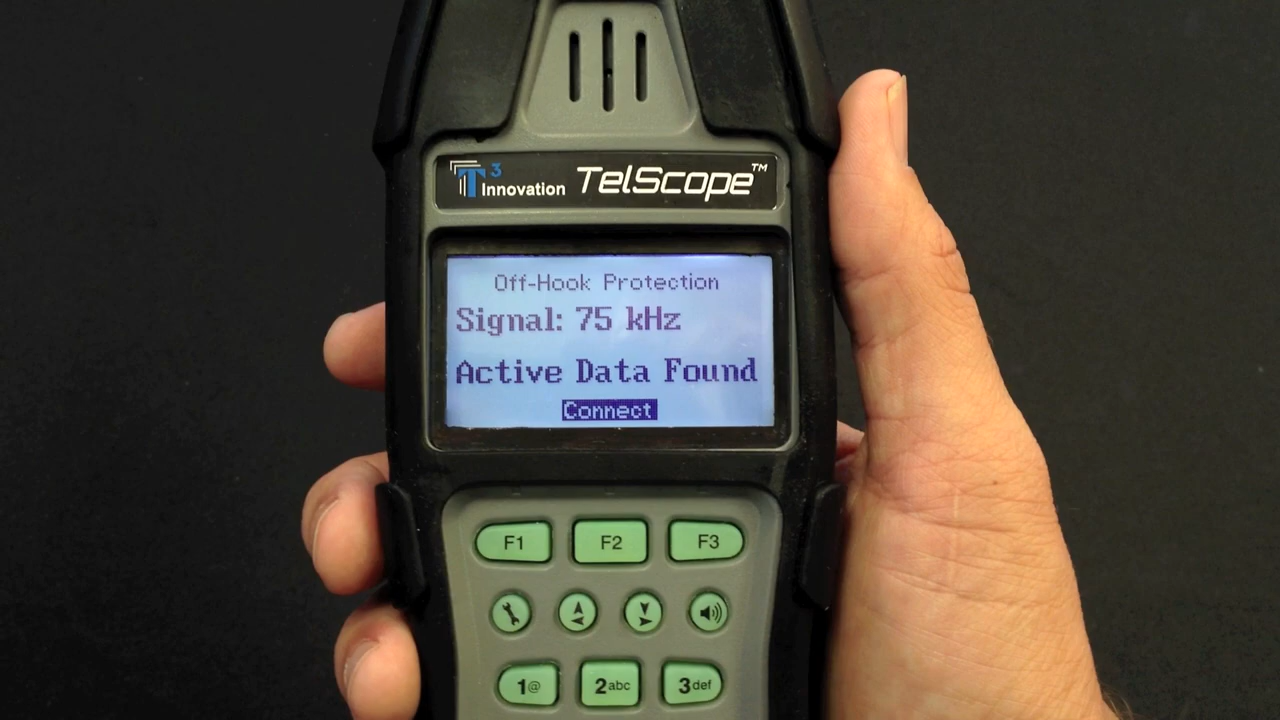 T3 Innovation TelScope™
Off-Hook Protection
Signal: 75 kHz
Active Data Found
Connect
F1 F2 F3
1@ 2abc 3def